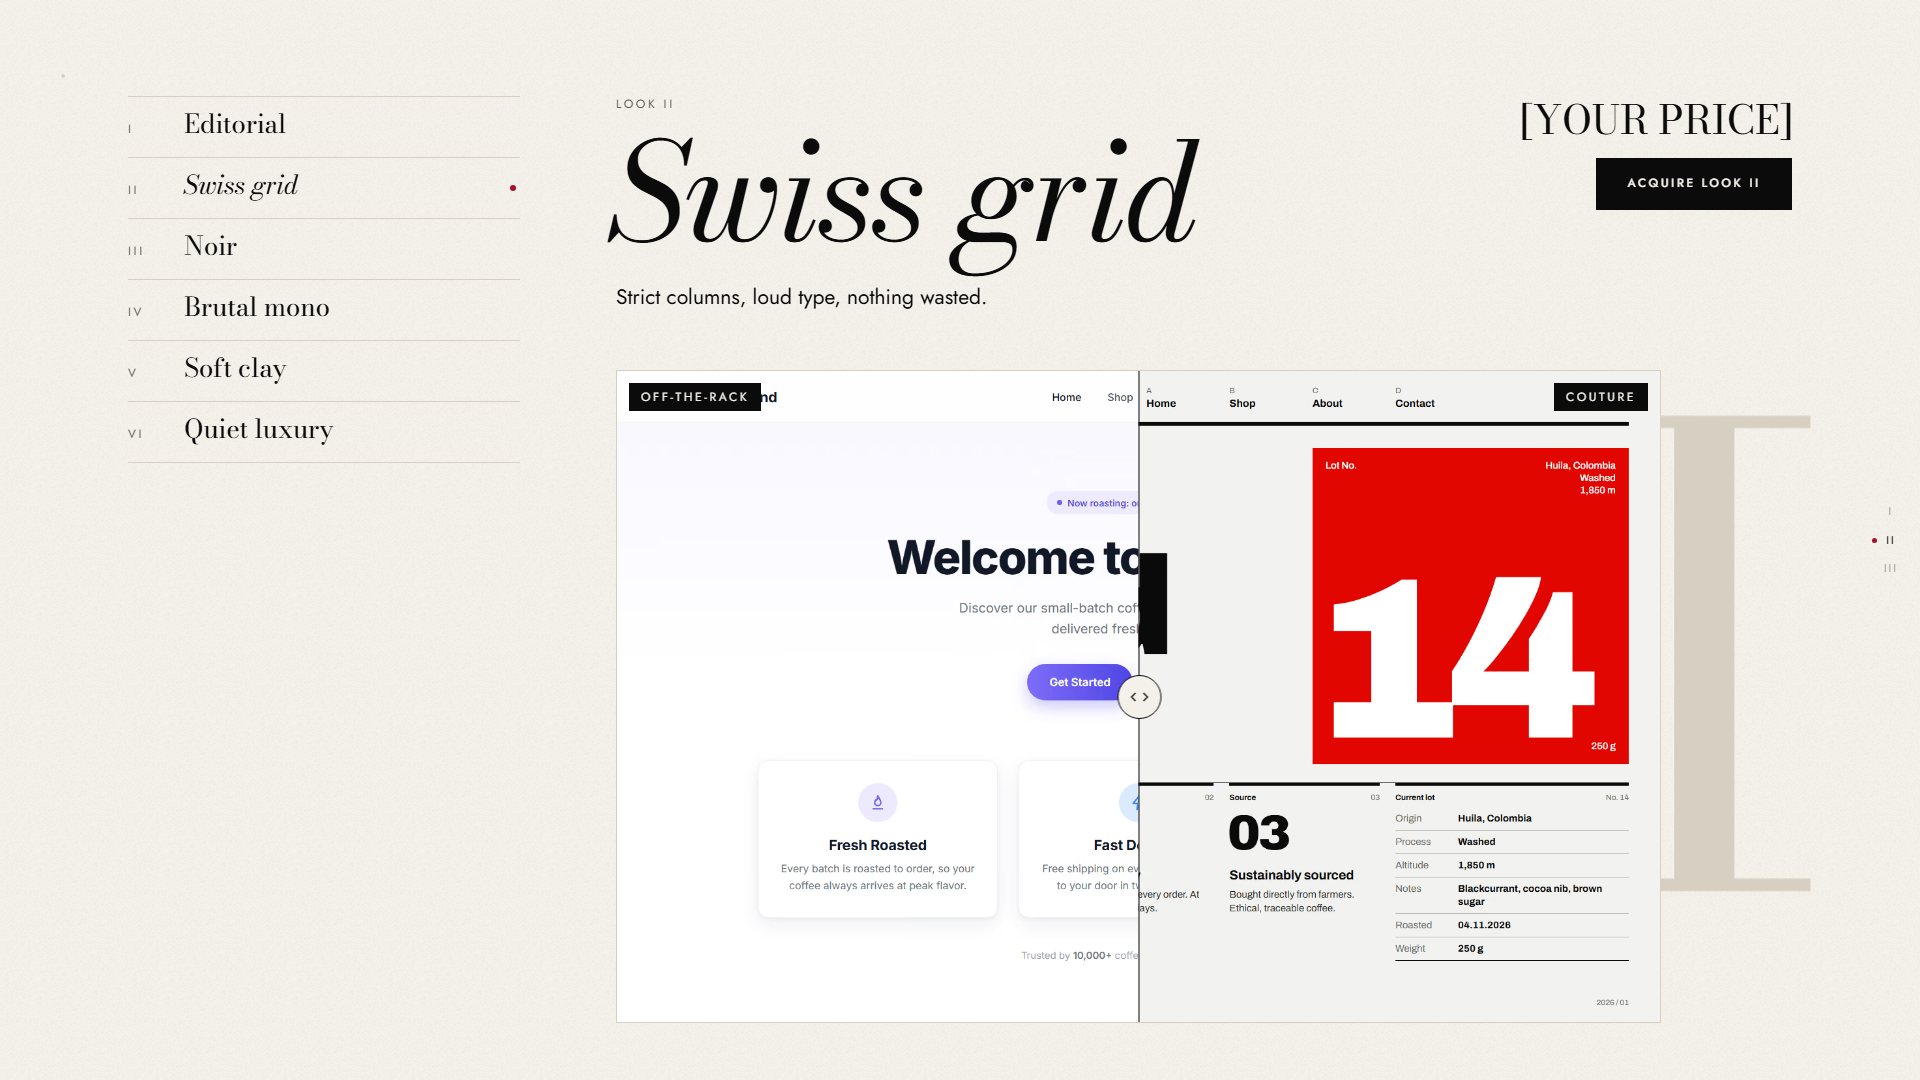 I Editorial
II Swiss grid
III Noir
IV Brutal mono
V Soft clay
VI Quiet luxury
LOOK II
Swiss grid
Strict columns, loud type, nothing wasted.
[YOUR PRICE]
ACQUIRE LOOK II
OFF-THE-RACK
nd
Home Shop
Now roasting:
Welcome to
Discover our small-batch
delivered
Get Started
Fresh Roasted
Every batch is roasted to order, so your
coffee always arrives at peak flavor.
Fast
Free shipping on
to your door in
Trusted by 10,000+
A B C D
Home Shop About Contact
COUTURE
Lot No.
Huila, Colombia
Washed
1,850 m
14
250 g
02
every order. At
Source 03
03
Sustainably sourced
Bought directly from farmers.
Ethical, traceable coffee.
Current lot No. 14
Origin Huila, Colombia
Process Washed
Altitude 1,850 m
Notes Blackcurrant, cocoa nib, brown
sugar
Roasted 04.11.2026
Weight 250 g
2026/01
I
II
III